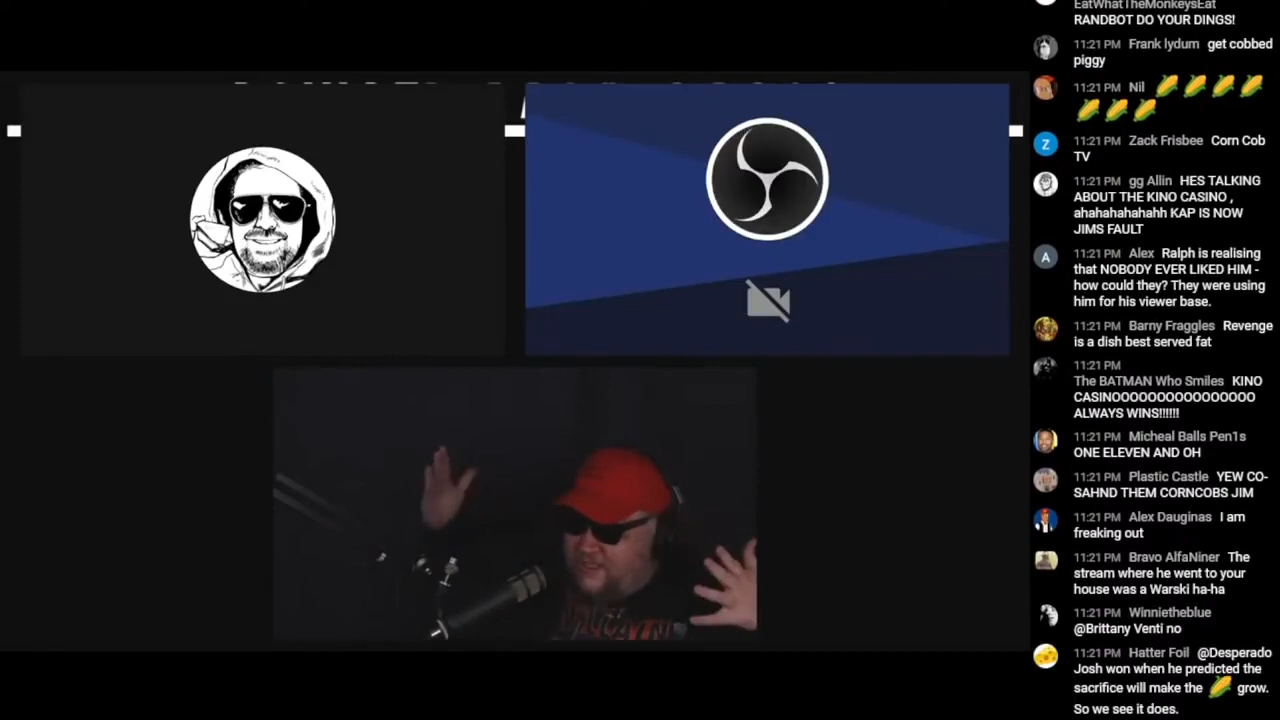 EatWhatTheMonkeysEat
RANDBOT DO YOUR DINGS!
11:21 PM Frank lydum get cobbed
piggy
11:21 PM Nil 🌽🌽🌽🌽
🌽🌽🌽
Z 11:21 PM Zack Frisbee Corn Cob
TV
11:21 PM gg Allin HES TALKING
ABOUT THE KINO CASINO ,
ahahahahahahh KAP IS NOW
JIMS FAULT
A 11:21 PM Alex Ralph is realising
that NOBODY EVER LIKED HIM -
how could they? They were using
him for his viewer base.
11:21 PM Barny Fraggles Revenge
is a dish best served fat
11:21 PM
The BATMAN Who Smiles KINO
CASINOOOOOOOOOOOOOOOO
ALWAYS WINS!!!!!!
11:21 PM Micheal Balls Pen1s
ONE ELEVEN AND OH
11:21 PM Plastic Castle YEW CO-
SAHND THEM CORNCOBS JIM
11:21 PM Alex Dauginas I am
freaking out
11:21 PM Bravo AlfaNiner The
stream where he went to your
house was a Warski ha-ha
11:21 PM Winnietheblue
@Brittany Venti no
11:21 PM Hatter Foil @Desperado
Josh won when he predicted the
sacrifice will make the 🌽 grow.
So we see it does.